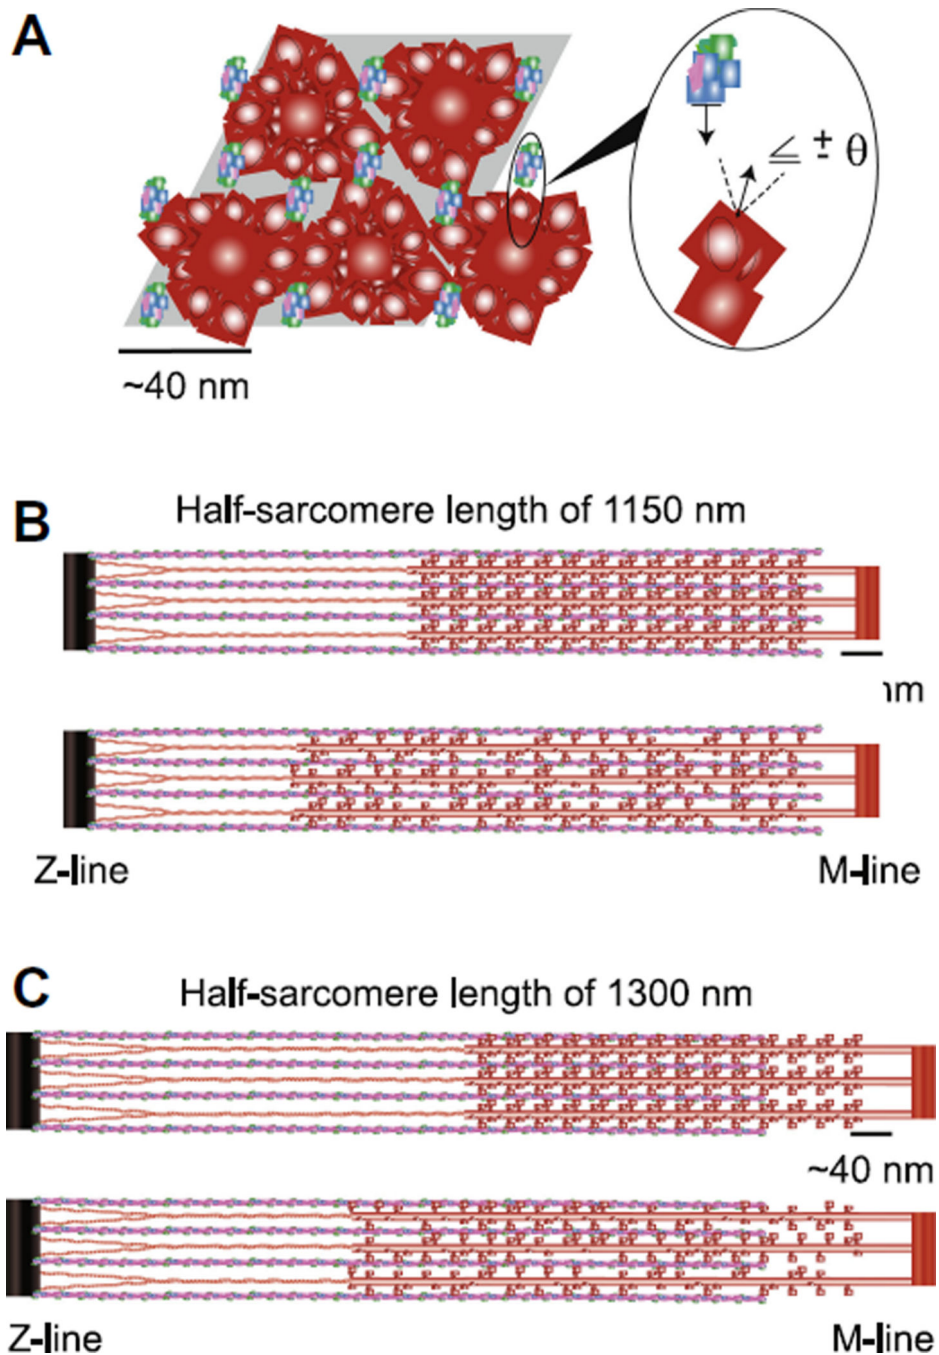 A
≤ ± θ
~40 nm
B
Half-sarcomere length of 1150 nm
nm
Z-line
M-line
C
Half-sarcomere length of 1300 nm
~40 nm
Z-line
M-line